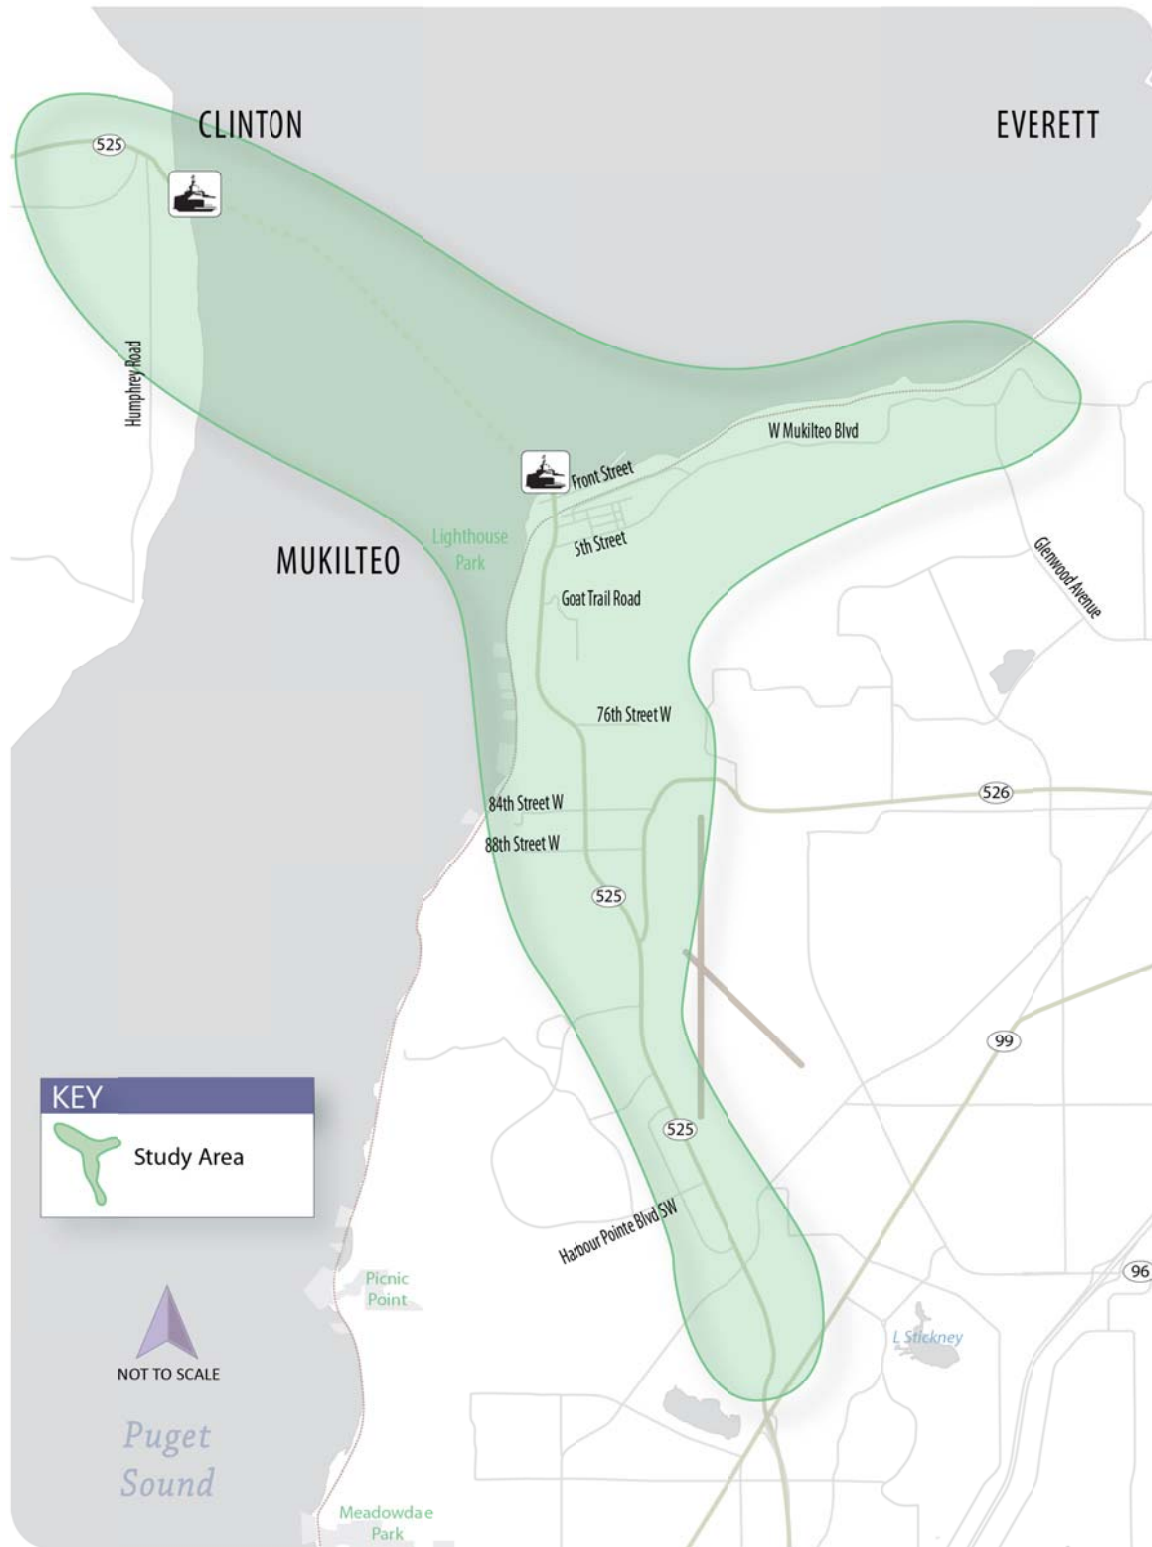 CLINTON
EVERETT
525
Humphrey Road
W Mukilteo Blvd
Front Street
Lighthouse
Park
MUKILTEO
5th Street
Glenwood Avenue
Goat Trail Road
76th Street W
526
84th Street W
88th Street W
525
99
KEY
Study Area
525
Harbour Pointe Blvd SW
96
Picnic
Point
L Stickney
NOT TO SCALE
Puget
Sound
Meadowdae
Park